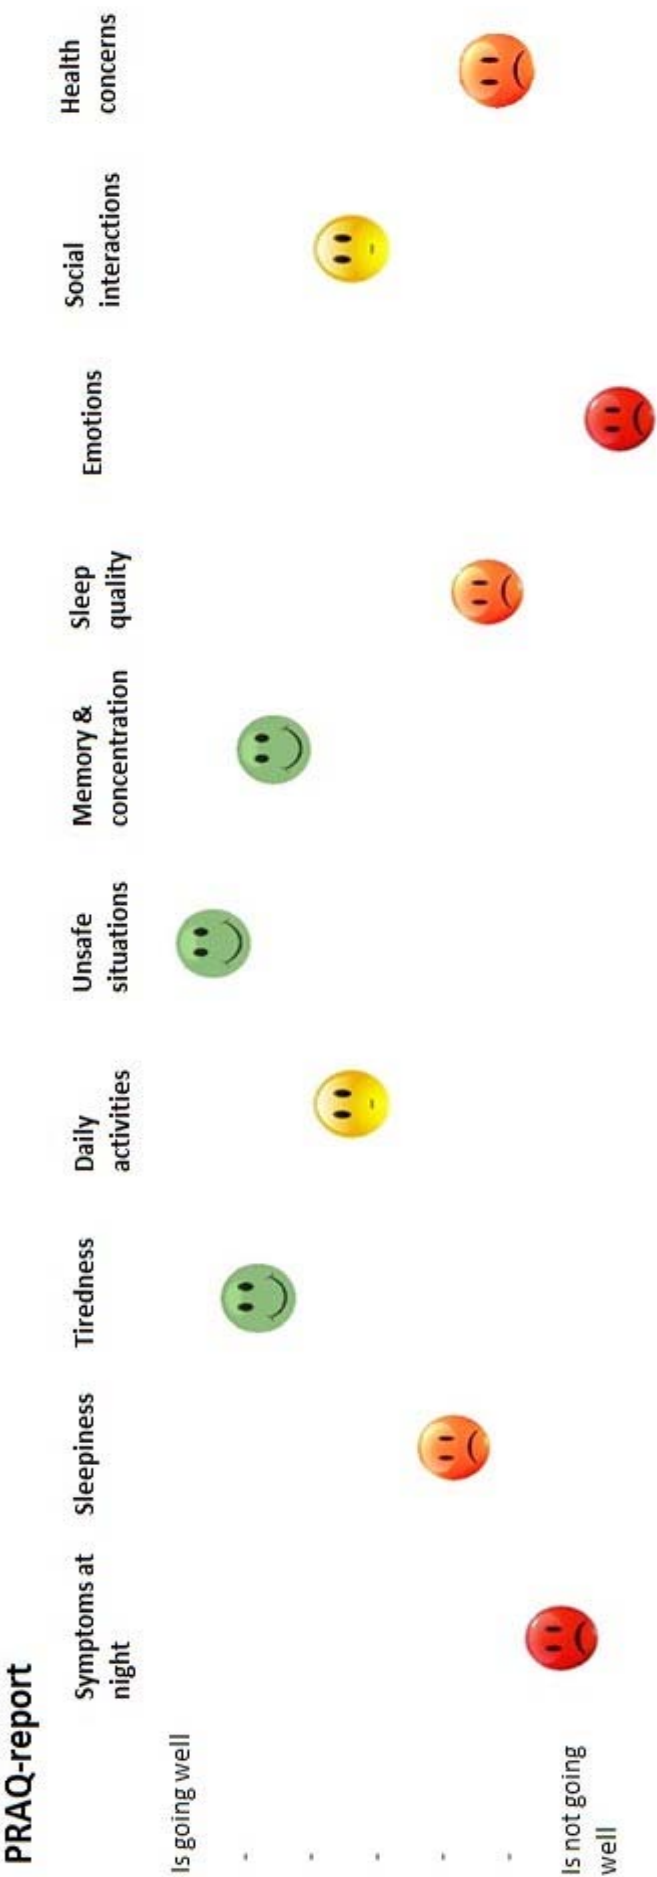 PRAQ-report
Symptoms at
night
Sleepiness
Tiredness
Daily
activities
Unsafe
situations
Memory &
concentration
Sleep
quality
Emotions
Social
interactions
Health
concerns
Is going well
-
-
-
-
-
Is not going
well